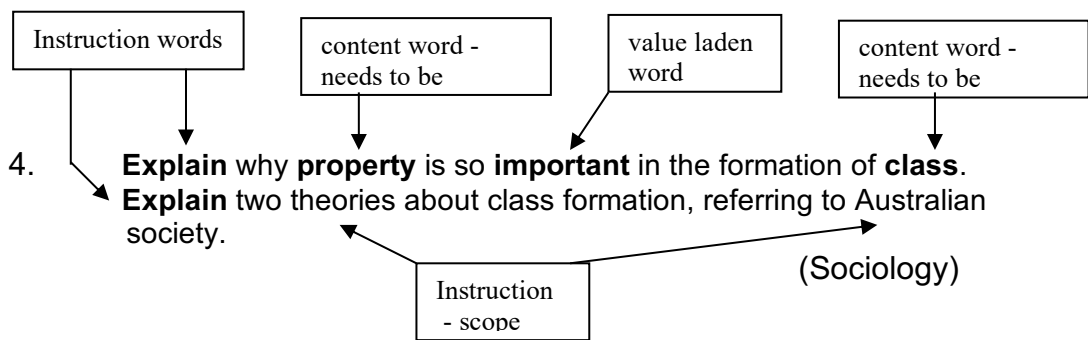 Instruction words
content word -
needs to be
value laden
word
content word -
needs to be
4. Explain why property is so important in the formation of class.
Explain two theories about class formation, referring to Australian
society.
(Sociology)
Instruction
- scope